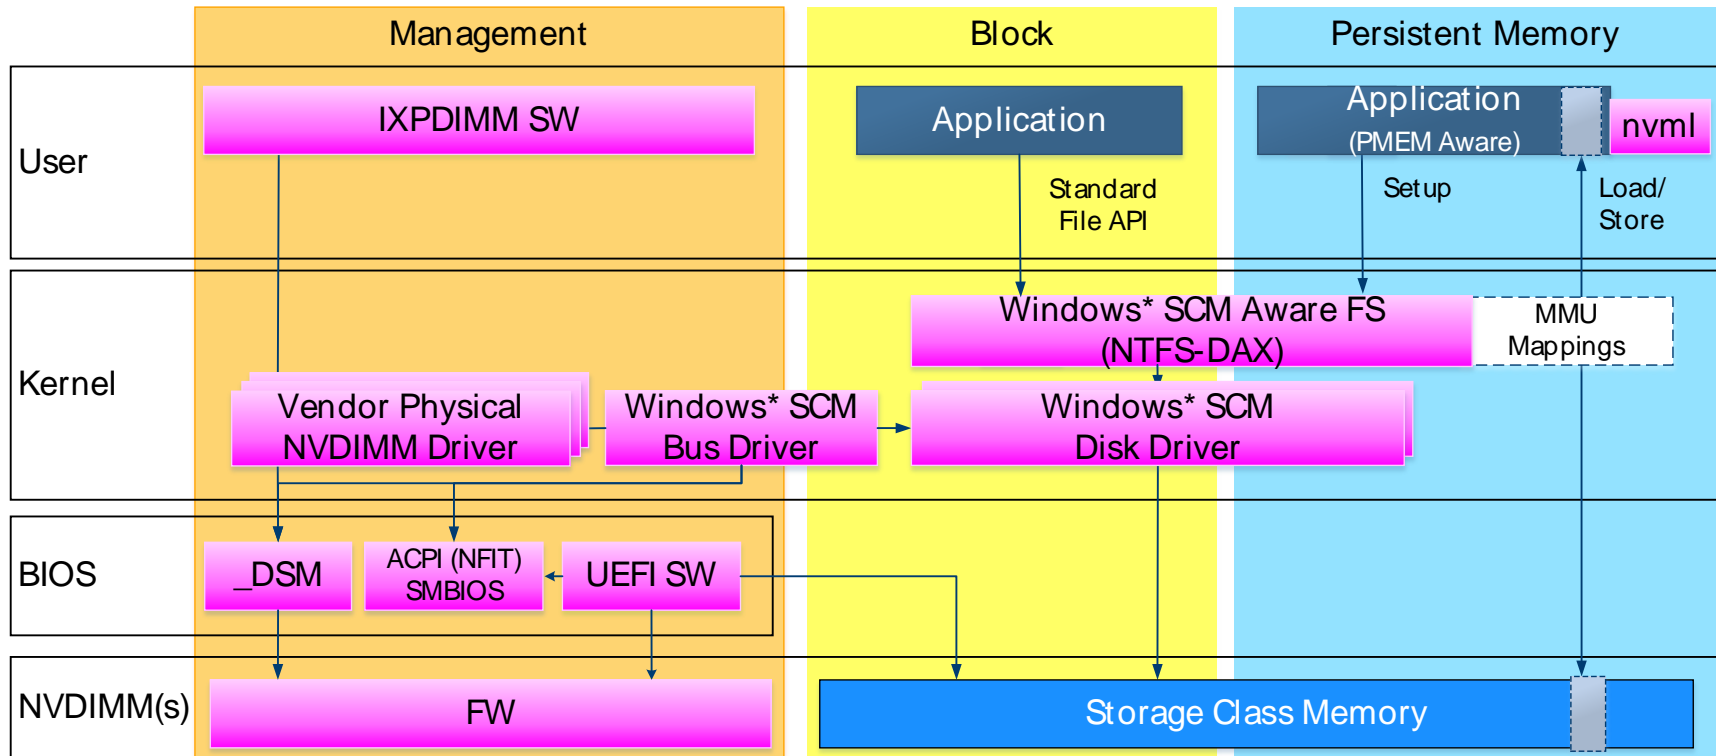 Management
Block
Persistent Memory
User
IXPDIMM SW
Application
Application
(PMEM Aware)
nvml
Standard
File API
Setup
Load/
Store
Kernel
Windows* SCM Aware FS
(NTFS-DAX)
MMU
Mappings
Vendor Physical
NVDIMM Driver
Windows* SCM
Bus Driver
Windows* SCM
Disk Driver
BIOS
_DSM
ACPI (NFIT)
SMBIOS
UEFI SW
NVDIMM(s)
FW
Storage Class Memory